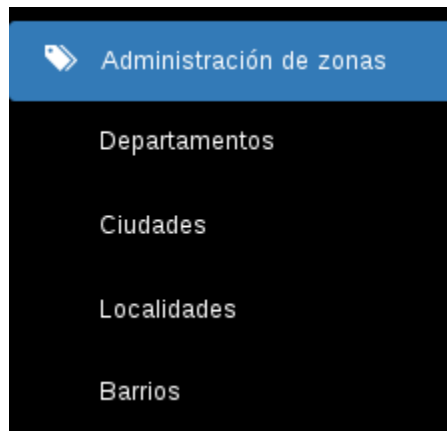 Administración de zonas
Departamentos
Ciudades
Localidades
Barrios